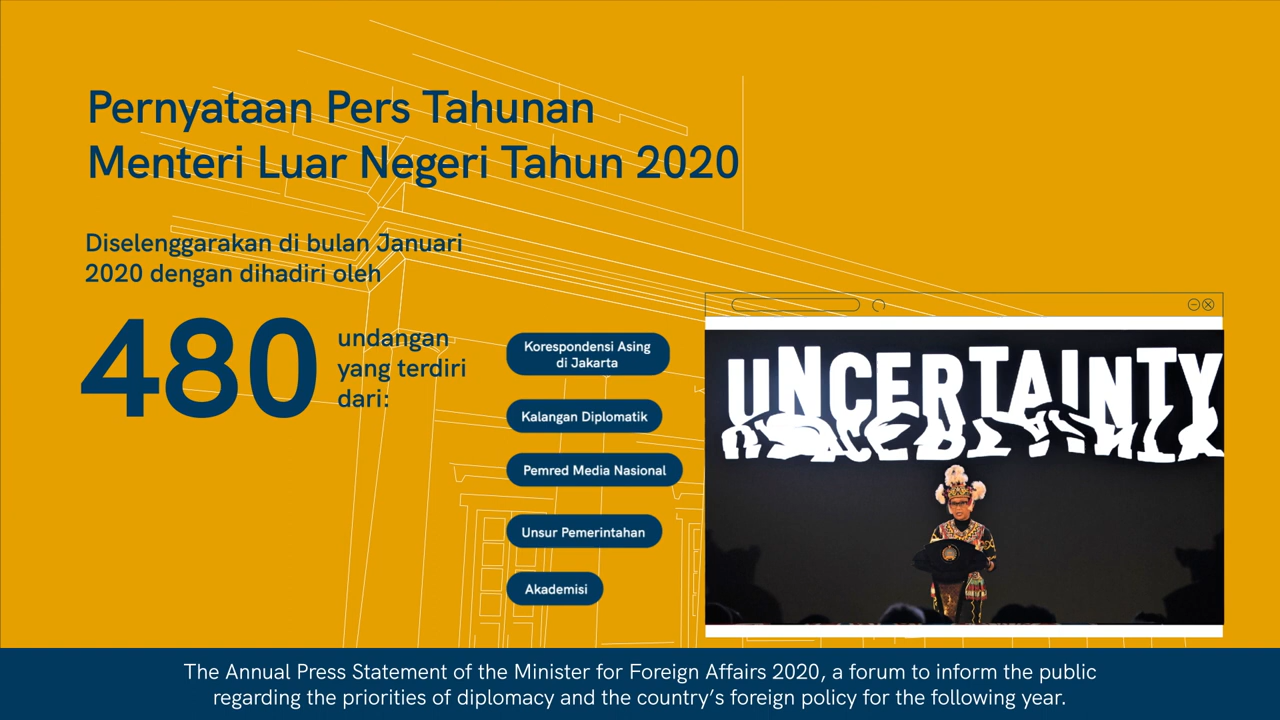 Pernyataan Pers Tahunan
Menteri Luar Negeri Tahun 2020
Diselenggarakan di bulan Januari
2020 dengan dihadiri oleh
480
undangan
yang terdiri
dari:
Korespondensi Asing
di Jakarta
Kalangan Diplomatik
Pemred Media Nasional
Unsur Pemerintahan
Akademisi
UNCERTAINTY
The Annual Press Statement of the Minister for Foreign Affairs 2020, a forum to inform the public
regarding the priorities of diplomacy and the country's foreign policy for the following year.